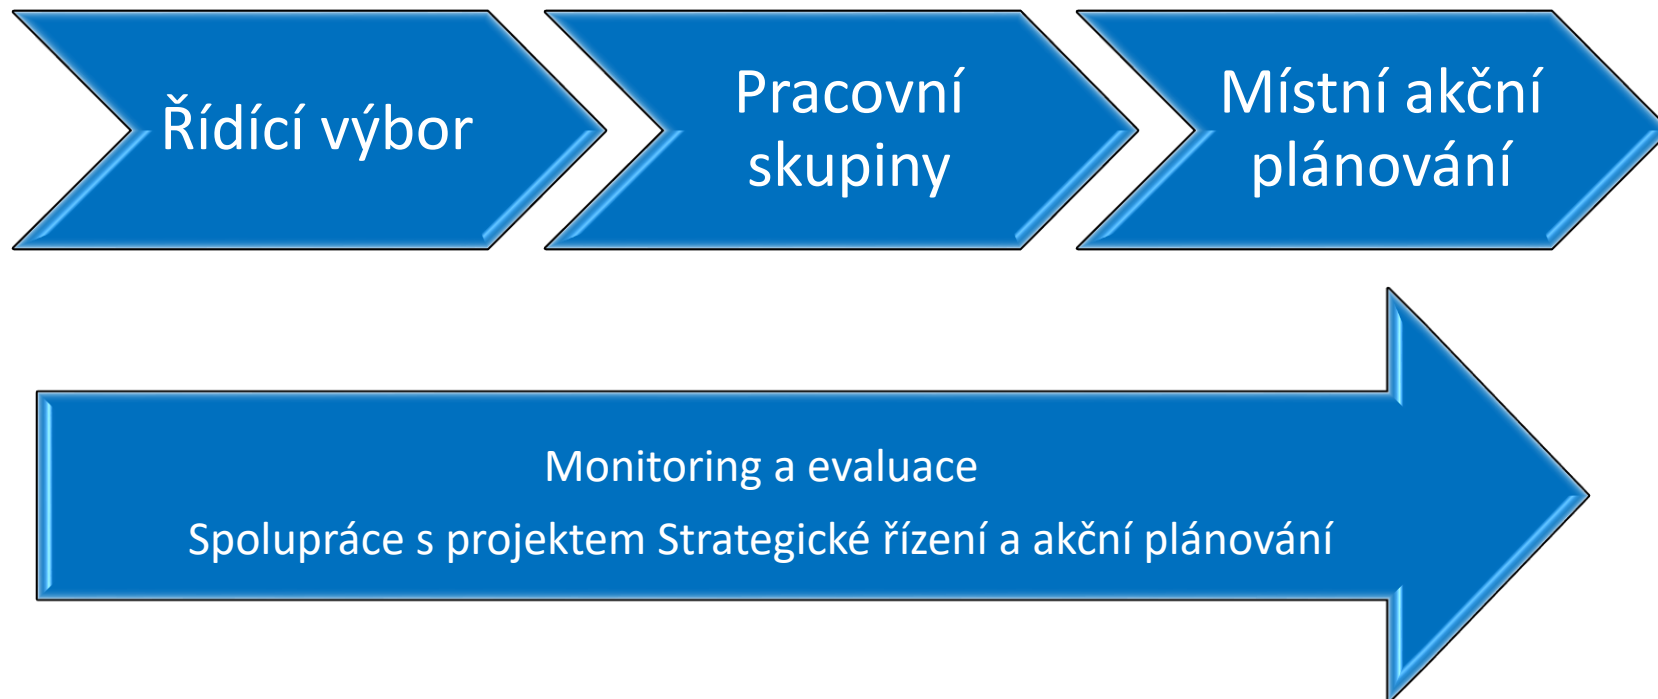 Řídící výbor
Pracovní
skupiny
Místní akční
plánování
Monitoring a evaluace
Spolupráce s projektem Strategické řízení a akční plánování